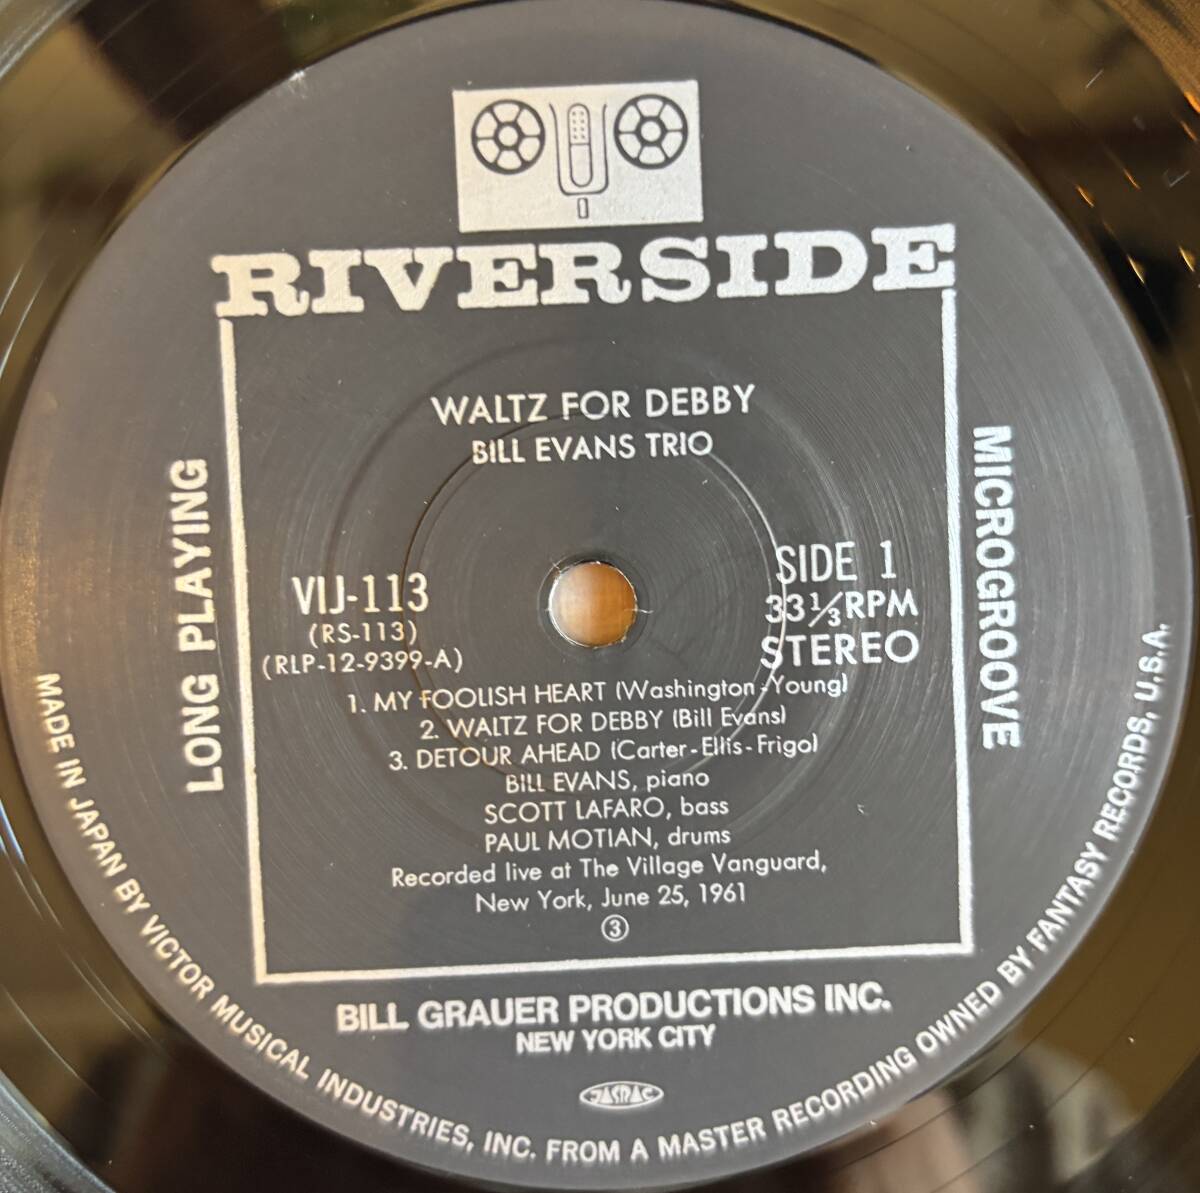 RIVERSIDE
WALTZ FOR DEBBY
BILL EVANS TRIO
LONG PLAYING
MICROGROOVE
VIJ-113
(RS-113)
(RLP-12-9399-A)
SIDE 1
33 1/3 RPM
STEREO
1. MY FOOLISH HEART (Washington-Young)
2. WALTZ FOR DEBBY (Bill Evans)
3. DETOUR AHEAD (Carter-Ellis-Frigo)
BILL EVANS, piano
SCOTT LAFARO, bass
PAUL MOTIAN, drums
Recorded live at The Village Vanguard,
New York, June 25, 1961
③
BILL GRAUER PRODUCTIONS INC.
NEW YORK CITY
JASRAC
MADE IN JAPAN BY VICTOR MUSICAL INDUSTRIES, INC. FROM A MASTER RECORDING OWNED BY FANTASY RECORDS, U.S.A.